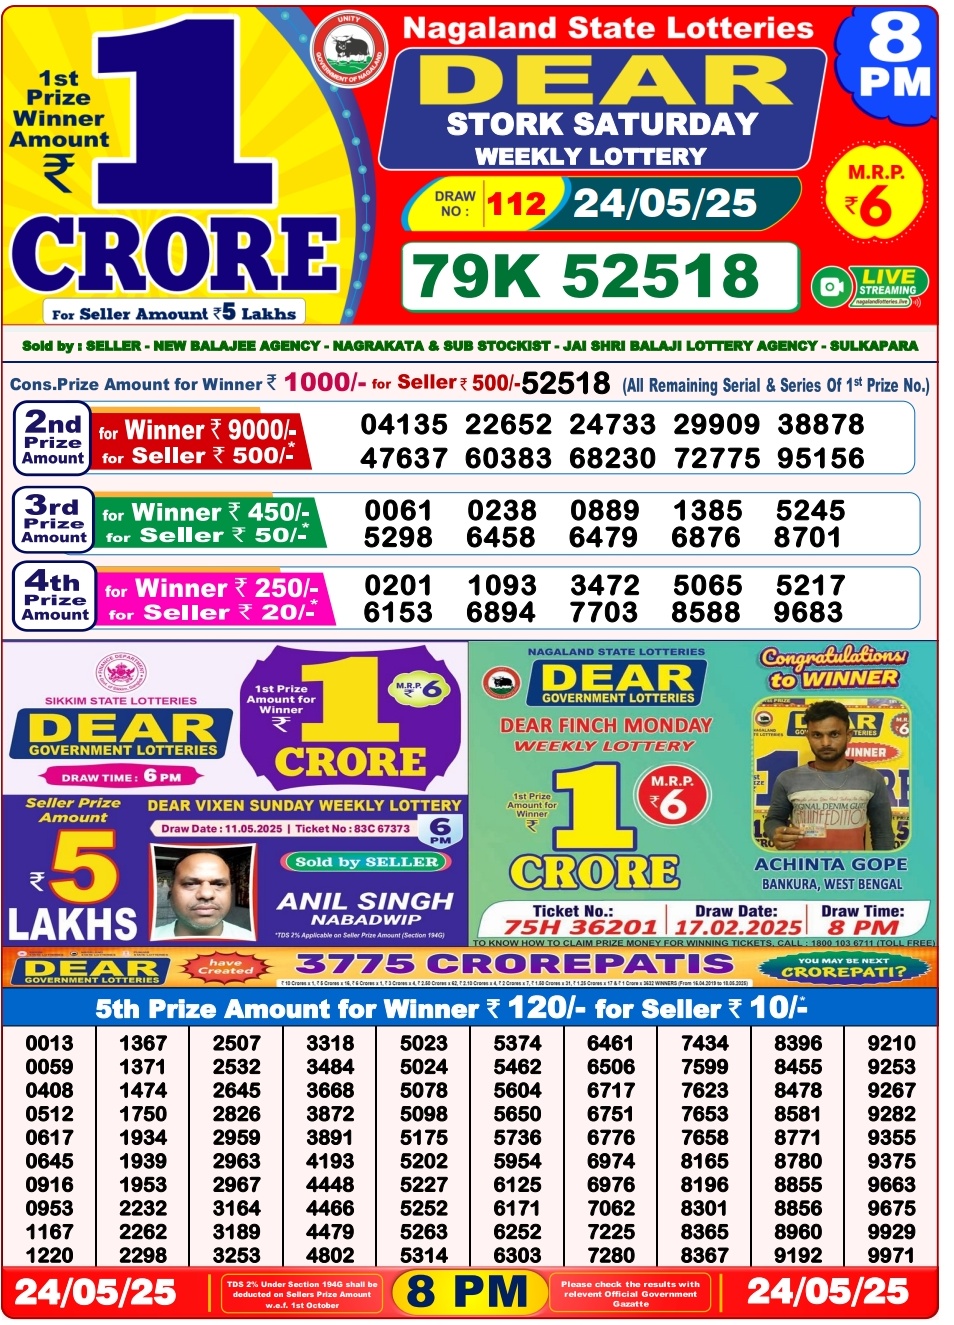 1st
Prize
Winner
Amount
₹
1
CRORE
For Seller Amount ₹5 Lakhs
UNITY
GOVERNMENT OF NAGALAND
Nagaland State Lotteries
DEAR
STORK SATURDAY
WEEKLY LOTTERY
8
PM
DRAW
NO :
112
24/05/25
M.R.P.
₹6
79K 52518
LIVE
STREAMING
nagalandlotteries.live
Sold by : SELLER - NEW BALAJEE AGENCY - NAGRAKATA & SUB STOCKIST - JAI SHRI BALAJI LOTTERY AGENCY - SULKAPARA
Cons.Prize Amount for Winner ₹ 1000/- for Seller ₹ 500/- 52518 (All Remaining Serial & Series Of 1st Prize No.)
2nd
Prize
Amount
for Winner ₹ 9000/-
for Seller ₹ 500/-*
04135 22652 24733 29909 38878
47637 60383 68230 72775 95156
3rd
Prize
Amount
for Winner ₹ 450/-
for Seller ₹ 50/-*
0061 0238 0889 1385 5245
5298 6458 6479 6876 8701
4th
Prize
Amount
for Winner ₹ 250/-
for Seller ₹ 20/-*
0201 1093 3472 5065 5217
6153 6894 7703 8588 9683
SIKKIM STATE LOTTERIES
DEAR
GOVERNMENT LOTTERIES
DRAW TIME : 6 PM
1st Prize
Amount for
Winner
₹
1
CRORE
M.R.P.
₹6
Seller Prize
Amount
₹5
LAKHS
DEAR VIXEN SUNDAY WEEKLY LOTTERY
Draw Date : 11.05.2025 | Ticket No : 83C 67373
6
PM
Sold by SELLER
ANIL SINGH
NABADWIP
*TDS 2% Applicable on Seller Prize Amount (Section 194G)
NAGALAND STATE LOTTERIES
DEAR
GOVERNMENT LOTTERIES
DEAR FINCH MONDAY
WEEKLY LOTTERY
1st Prize
Amount for
Winner
₹
1
CRORE
M.R.P.
₹6
Congratulations
to WINNER
ACHINTA GOPE
BANKURA, WEST BENGAL
Ticket No.: Draw Date: Draw Time:
75H 36201 17.02.2025 8 PM
TO KNOW HOW TO CLAIM PRIZE MONEY FOR WINNING TICKETS, CALL : 1800 103 6711 (TOLL FREE)
DEAR
GOVERNMENT LOTTERIES
have
Created
3775 CROREPATIS
YOU MAY BE NEXT
CROREPATI?
5th Prize Amount for Winner ₹ 120/- for Seller ₹ 10/-*
0013 1367 2507 3318 5023 5374 6461 7434 8396 9210
0059 1371 2532 3484 5024 5462 6506 7599 8455 9253
0408 1474 2645 3668 5078 5604 6717 7623 8478 9267
0512 1750 2826 3872 5098 5650 6751 7653 8581 9282
0617 1934 2959 3891 5175 5736 6776 7658 8771 9355
0645 1939 2963 4193 5202 5954 6974 8165 8780 9375
0916 1953 2967 4448 5227 6125 6976 8196 8855 9663
0953 2232 3164 4466 5252 6171 7062 8301 8856 9675
1167 2262 3189 4479 5263 6252 7225 8365 8960 9929
1220 2298 3253 4802 5314 6303 7280 8367 9192 9971
24/05/25
TDS 2% Under Section 194G shall be
deducted on Sellers Prize Amount
w.e.f. 1st October
8 PM
Please check the results with
relevent Official Government
Gazatte
24/05/25